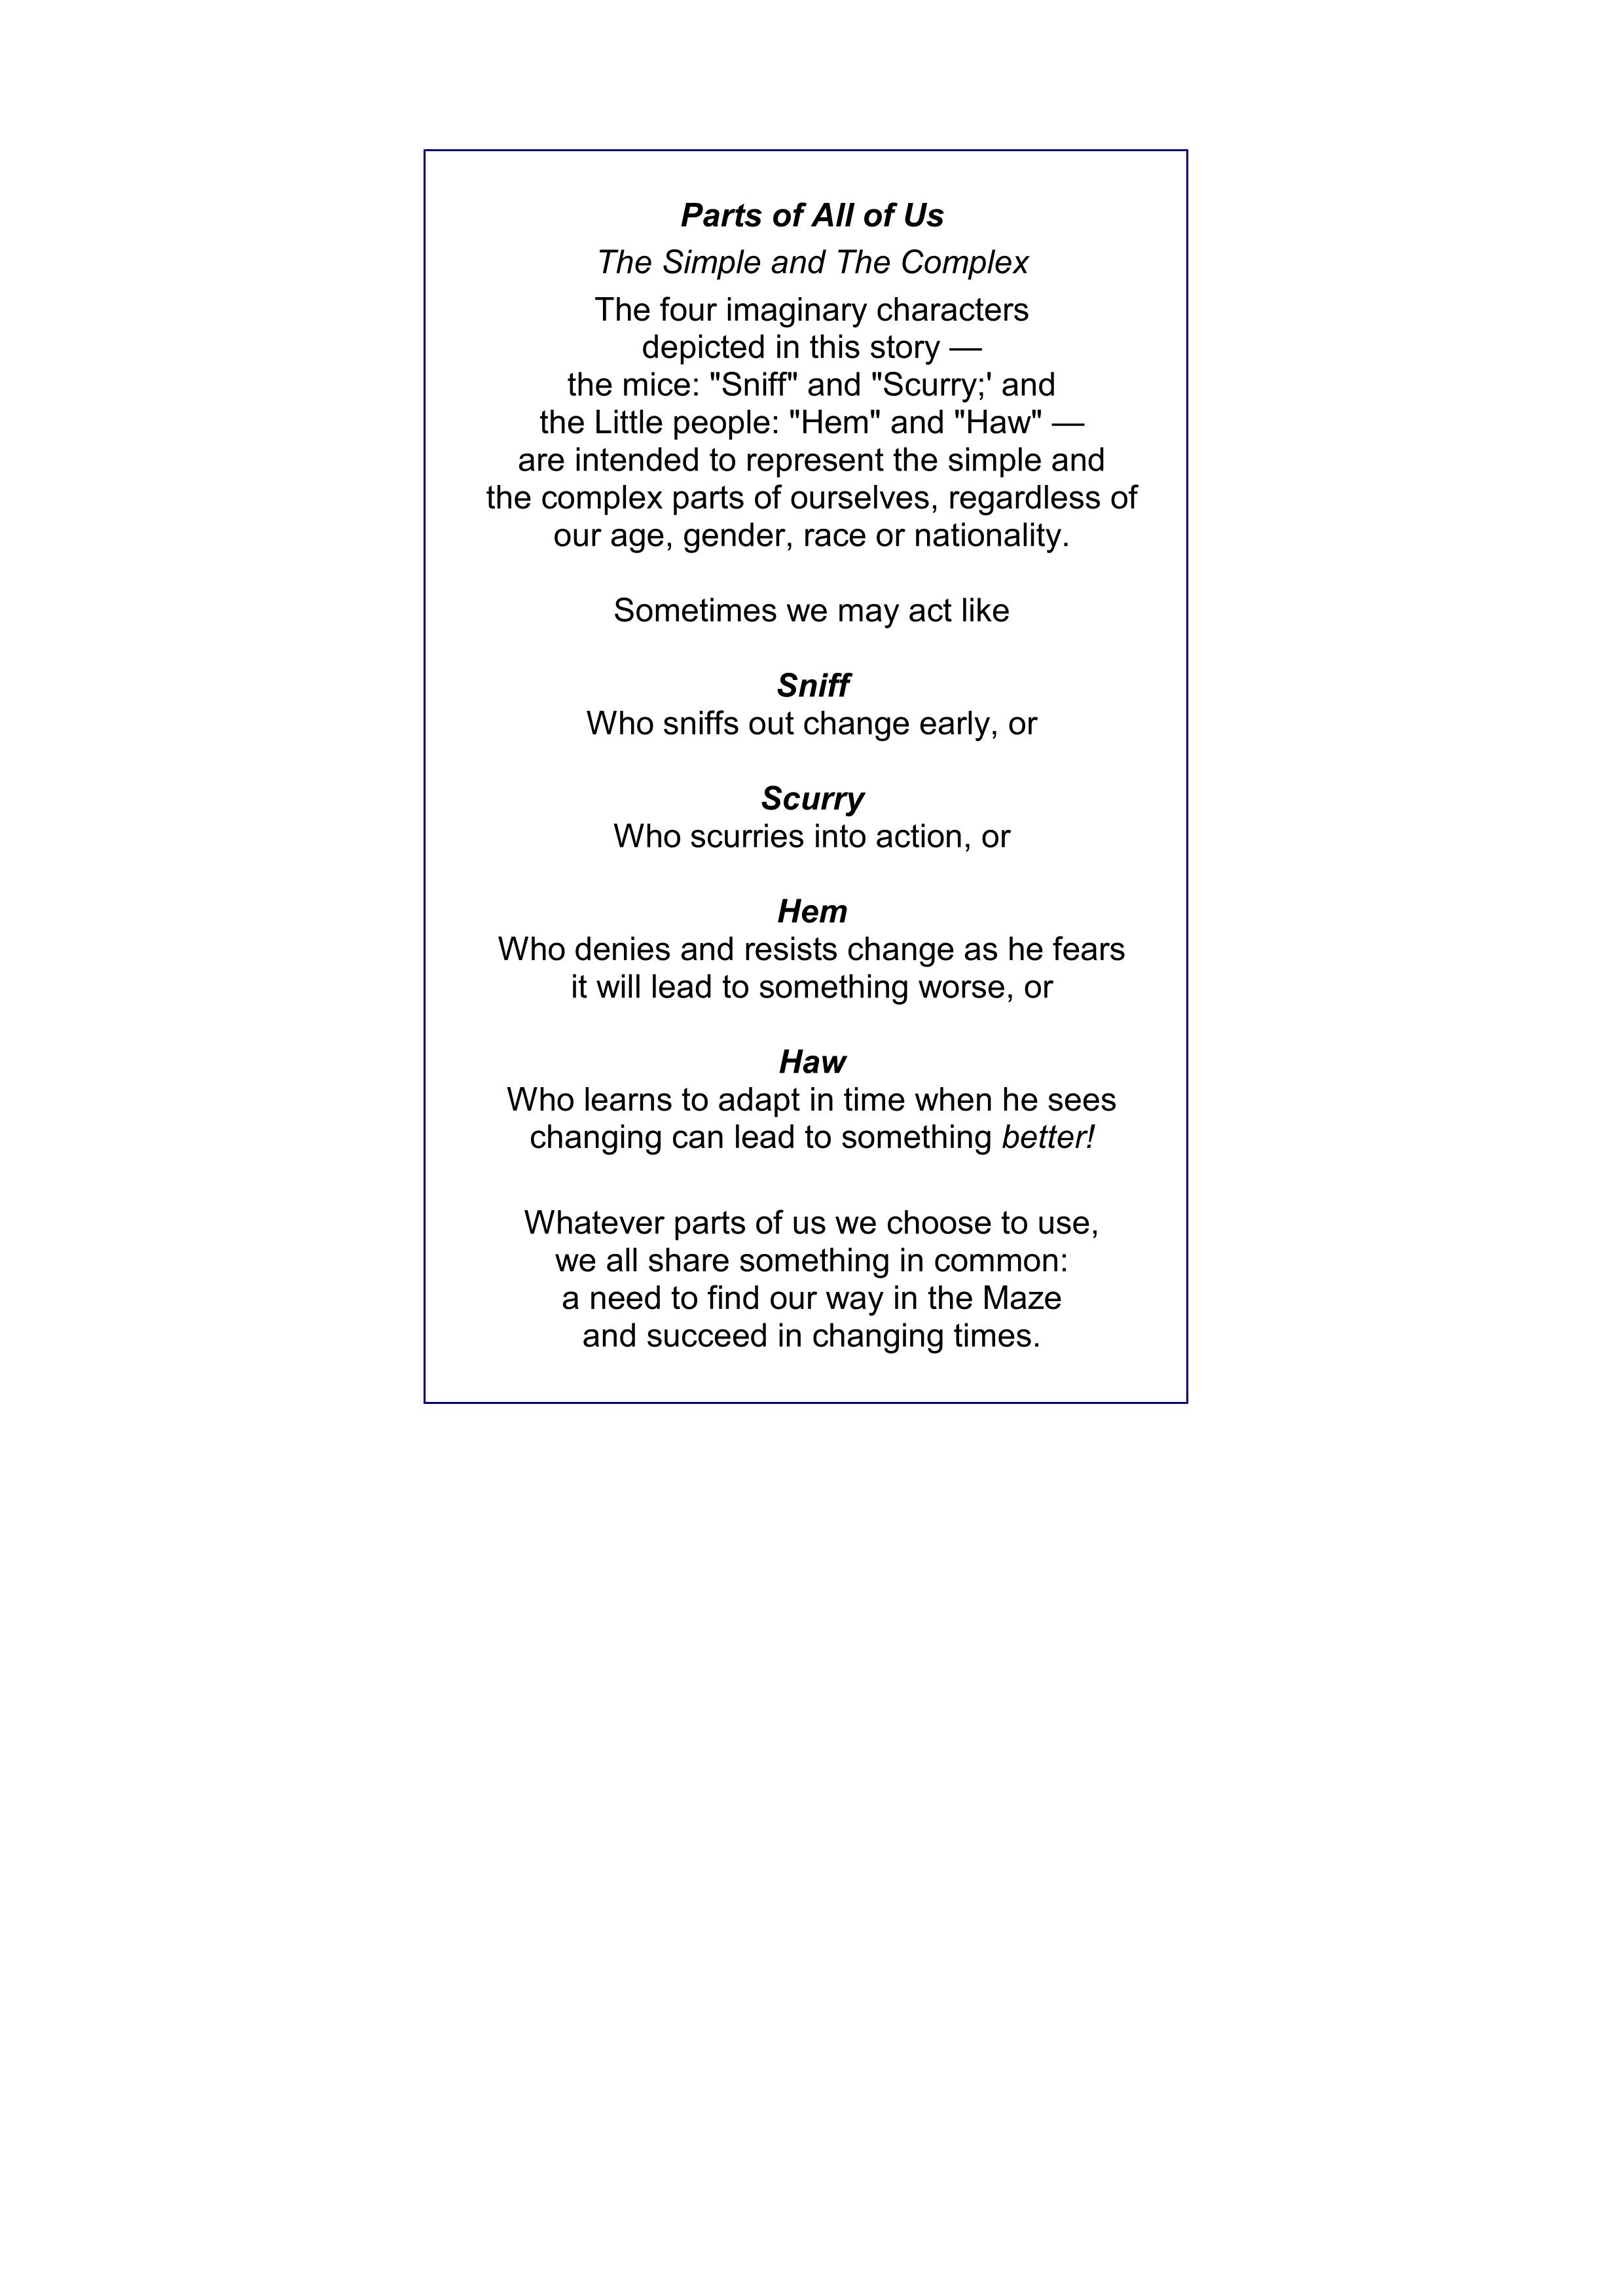 Parts of All of Us
The Simple and The Complex
The four imaginary characters
depicted in this story —
the mice: "Sniff" and "Scurry;' and
the Little people: "Hem" and "Haw" —
are intended to represent the simple and
the complex parts of ourselves, regardless of
our age, gender, race or nationality.
Sometimes we may act like
Sniff
Who sniffs out change early, or
Scurry
Who scurries into action, or
Hem
Who denies and resists change as he fears
it will lead to something worse, or
Haw
Who learns to adapt in time when he sees
changing can lead to something better!
Whatever parts of us we choose to use,
we all share something in common:
a need to find our way in the Maze
and succeed in changing times.